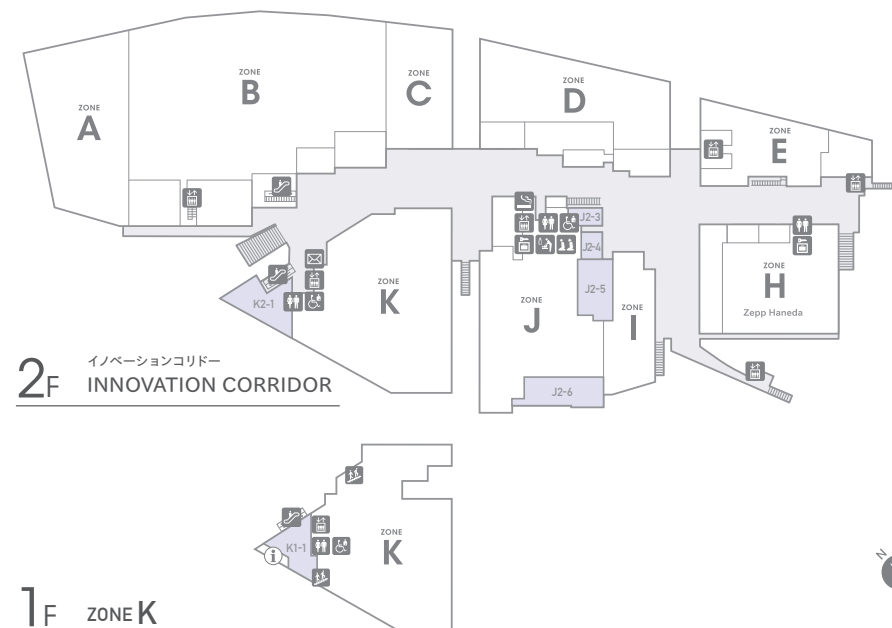 ZONE
A
ZONE
B
ZONE
C
ZONE
D
ZONE
E
J2-3
J2-4
J2-5
ZONE
H
Zepp Haneda
ZONE
K
K2-1
ZONE
J
I
J2-6
2F
イノベーションコリドー
INNOVATION CORRIDOR
ZONE
K
K1-1
i
N
1F ZONE K